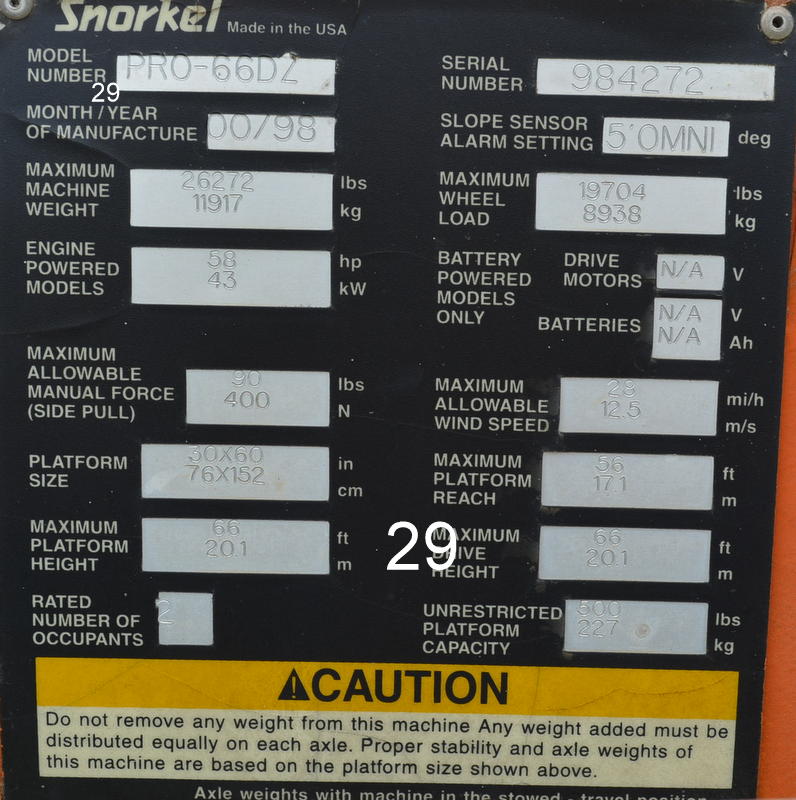 Snorkel Made in the USA
MODEL NUMBER PRO-66DZ
SERIAL NUMBER 984272
29
MONTH / YEAR OF MANUFACTURE 00/98
SLOPE SENSOR ALARM SETTING 5°OMNI deg
MAXIMUM MACHINE WEIGHT 26272 lbs
11917 kg
MAXIMUM WHEEL LOAD 19704 lbs
8938 kg
ENGINE POWERED MODELS 58 hp
43 kW
BATTERY POWERED MODELS ONLY
DRIVE MOTORS N/A V
BATTERIES N/A V
N/A Ah
MAXIMUM ALLOWABLE MANUAL FORCE (SIDE PULL) 90 lbs
400 N
MAXIMUM ALLOWABLE WIND SPEED 28 mi/h
12.5 m/s
PLATFORM SIZE 30X60 in
76X152 cm
MAXIMUM PLATFORM REACH 56 ft
17.1 m
MAXIMUM PLATFORM HEIGHT 66 ft
20.1 m
29
MAXIMUM DRIVE HEIGHT 66 ft
20.1 m
RATED NUMBER OF OCCUPANTS 2
UNRESTRICTED PLATFORM CAPACITY 500 lbs
227 kg
CAUTION
Do not remove any weight from this machine Any weight added must be
distributed equally on each axle. Proper stability and axle weights of
this machine are based on the platform size shown above.
Axle weights with machine in the stowed - travel position